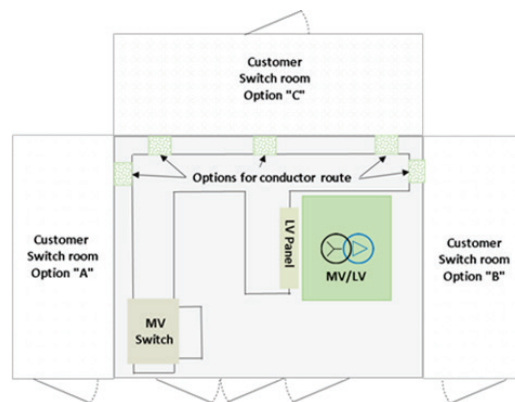 Customer
Switch room
Option "C"
Options for conductor route
Customer
Switch room
Option "A"
LV Panel
MV/LV
Customer
Switch room
Option "B"
MV
Switch